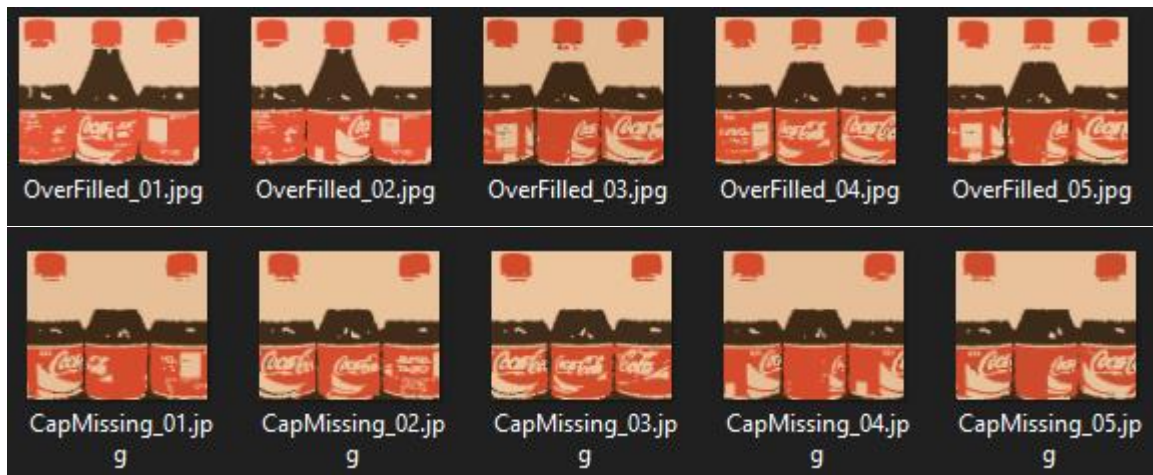 OverFilled_01.jpg
OverFilled_02.jpg
OverFilled_03.jpg
OverFilled_04.jpg
OverFilled_05.jpg
CapMissing_01.jp
g
CapMissing_02.jp
g
CapMissing_03.jp
g
CapMissing_04.jp
g
CapMissing_05.jp
g